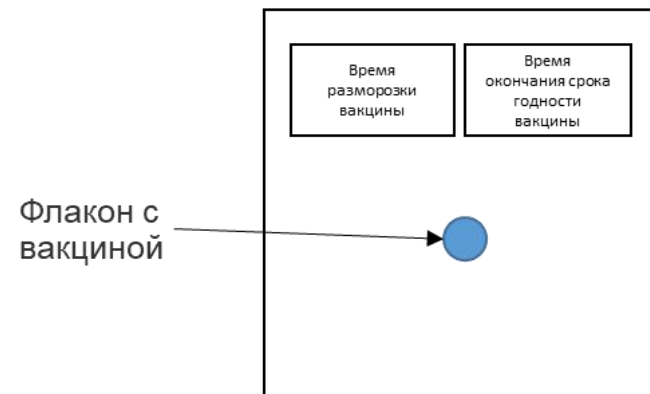 Время
разморозки
вакцины
Время
окончания срока
годности
вакцины
Флакон с
вакциной